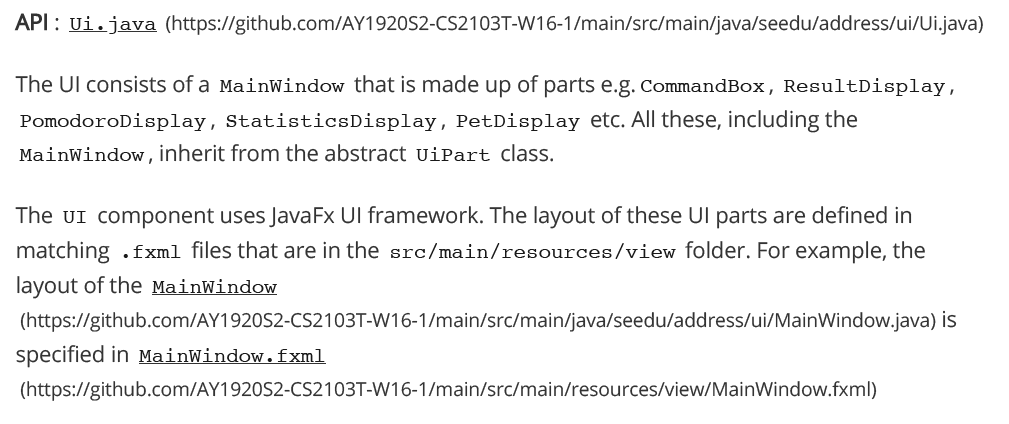 API : Ui.java (https://github.com/AY1920S2-CS2103T-W16-1/main/src/main/java/seedu/address/ui/Ui.java)
The UI consists of a MainWindow that is made up of parts e.g. CommandBox, ResultDisplay,
PomodoroDisplay, StatisticsDisplay, PetDisplay etc. All these, including the
MainWindow, inherit from the abstract UiPart class.
The UI component uses JavaFx UI framework. The layout of these UI parts are defined in
matching .fxml files that are in the src/main/resources/view folder. For example, the
layout of the MainWindow
(https://github.com/AY1920S2-CS2103T-W16-1/main/src/main/java/seedu/address/ui/MainWindow.java) is
specified in MainWindow.fxml
(https://github.com/AY1920S2-CS2103T-W16-1/main/src/main/resources/view/MainWindow.fxml)